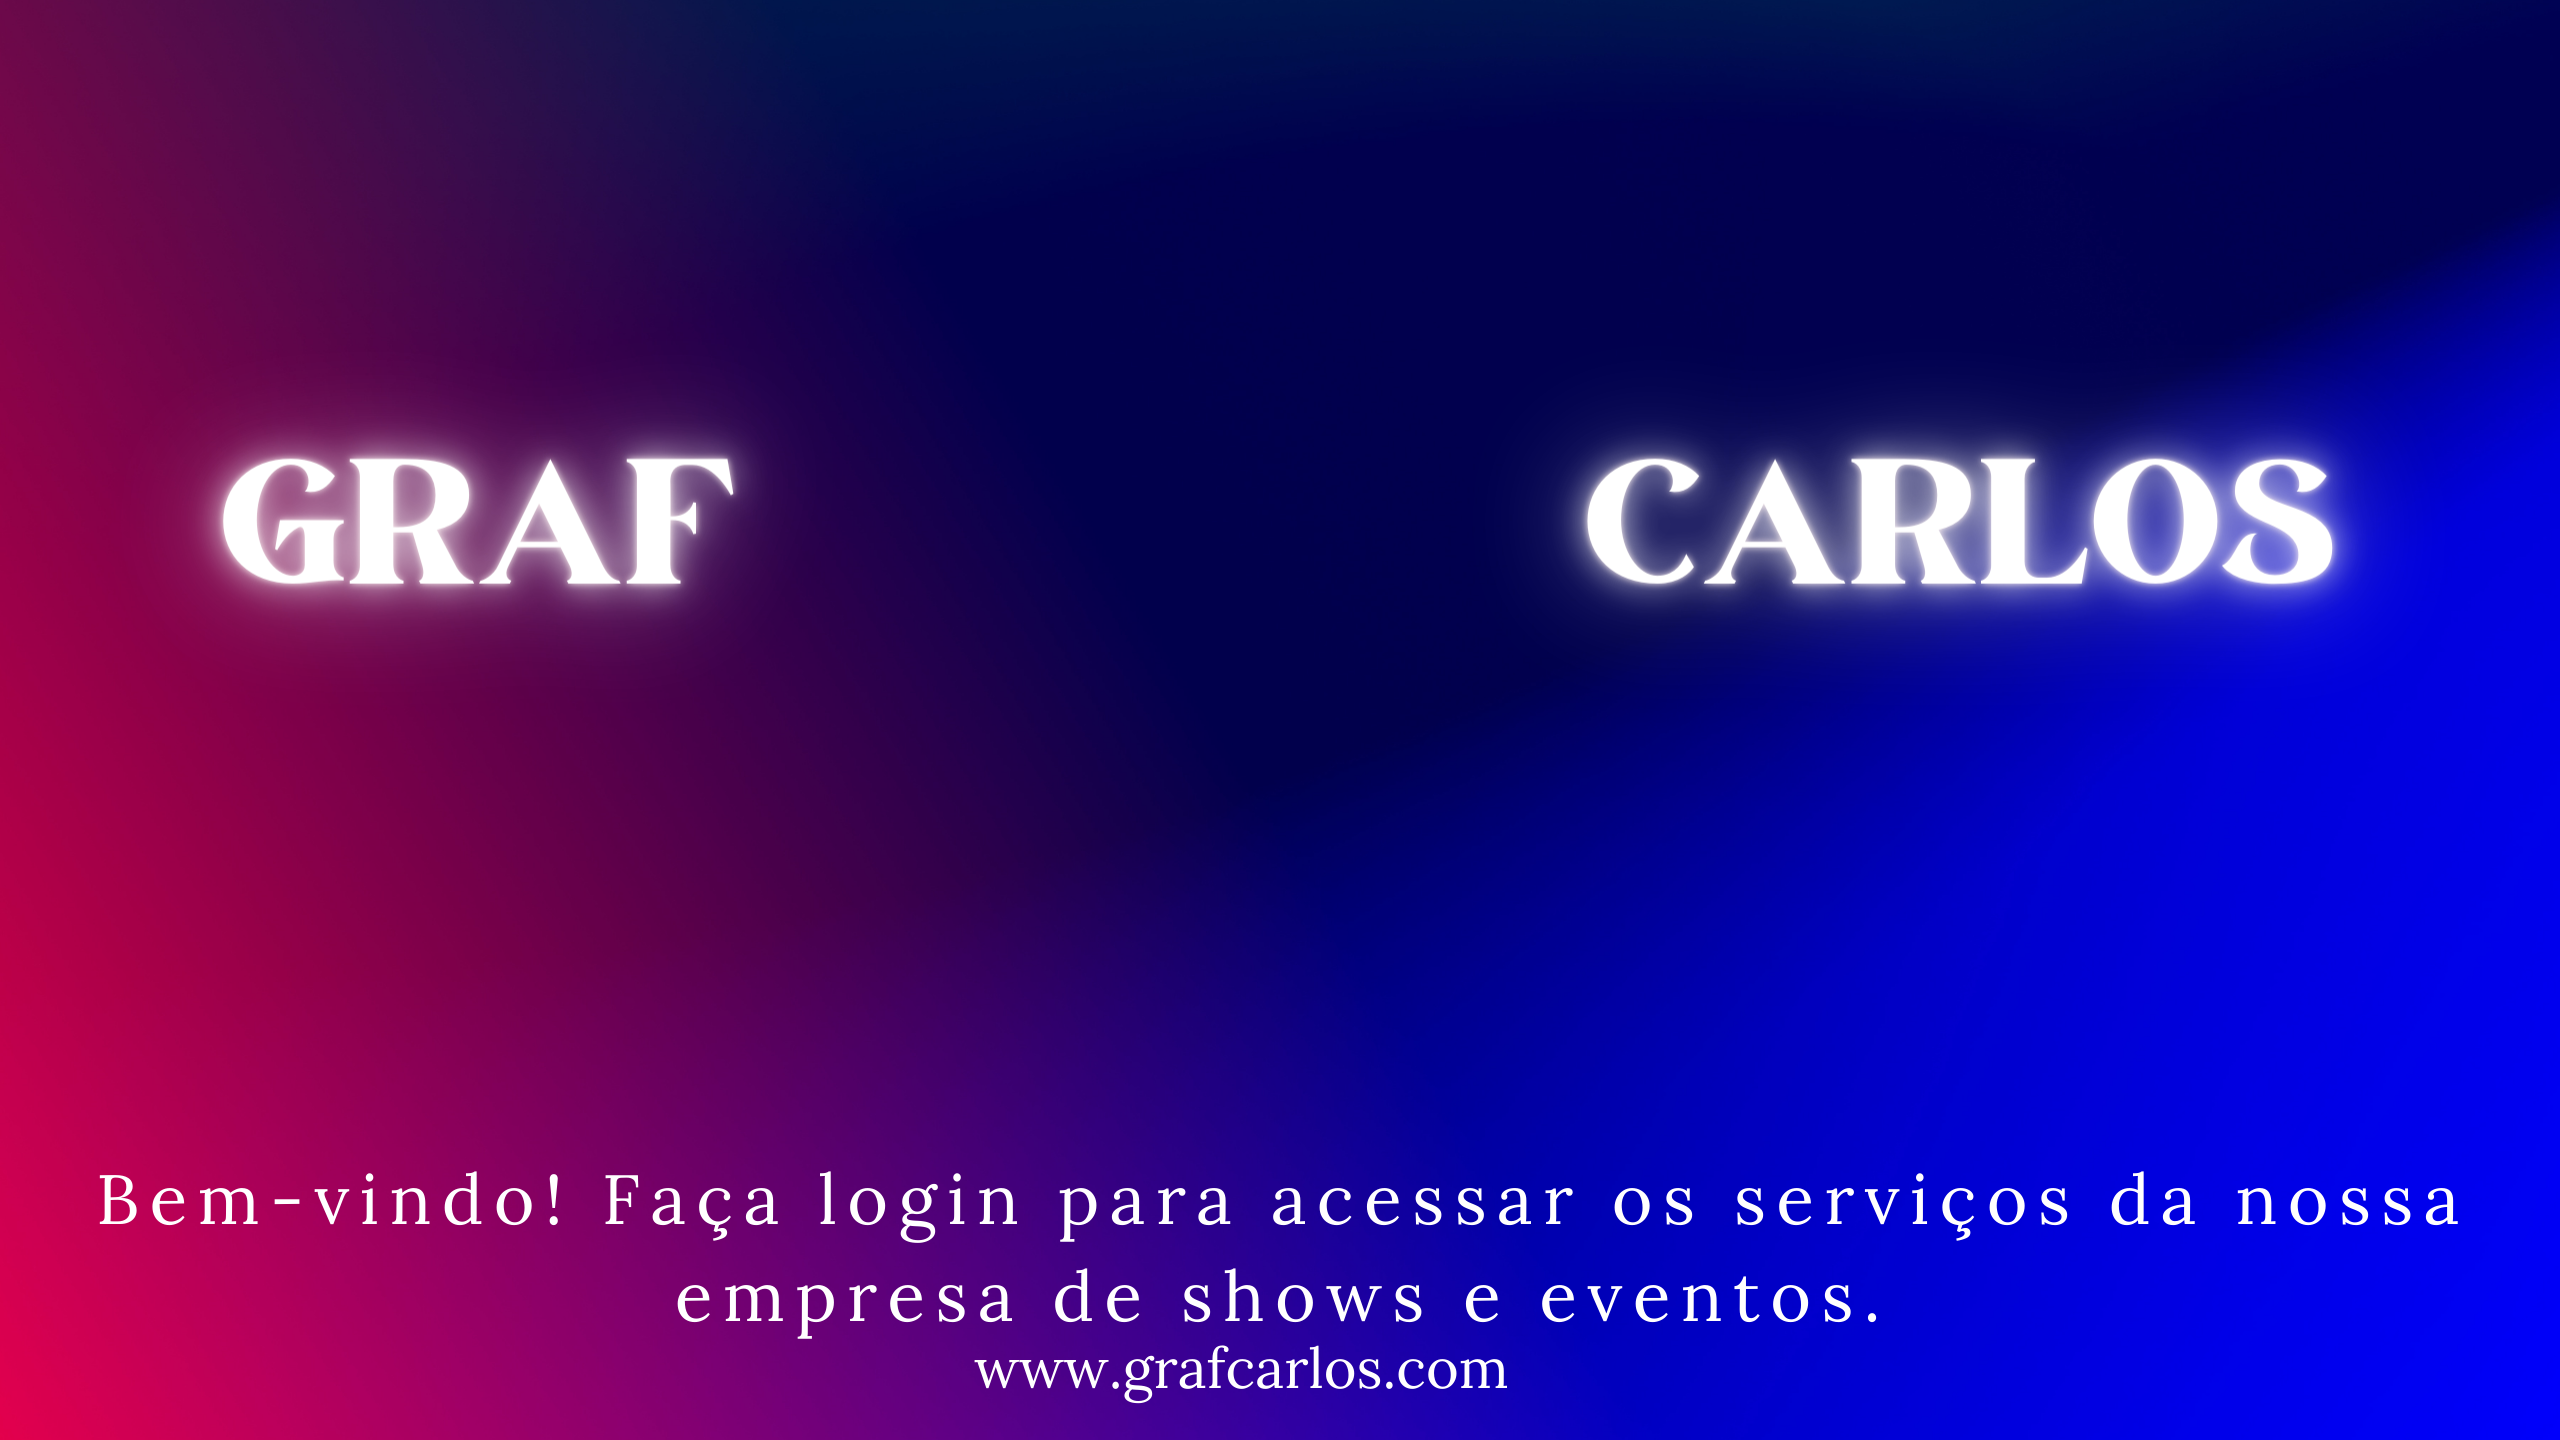 GRAF CARLOS
Bem-vindo! Faça login para acessar os serviços da nossa
empresa de shows e eventos.
www.grafcarlos.com